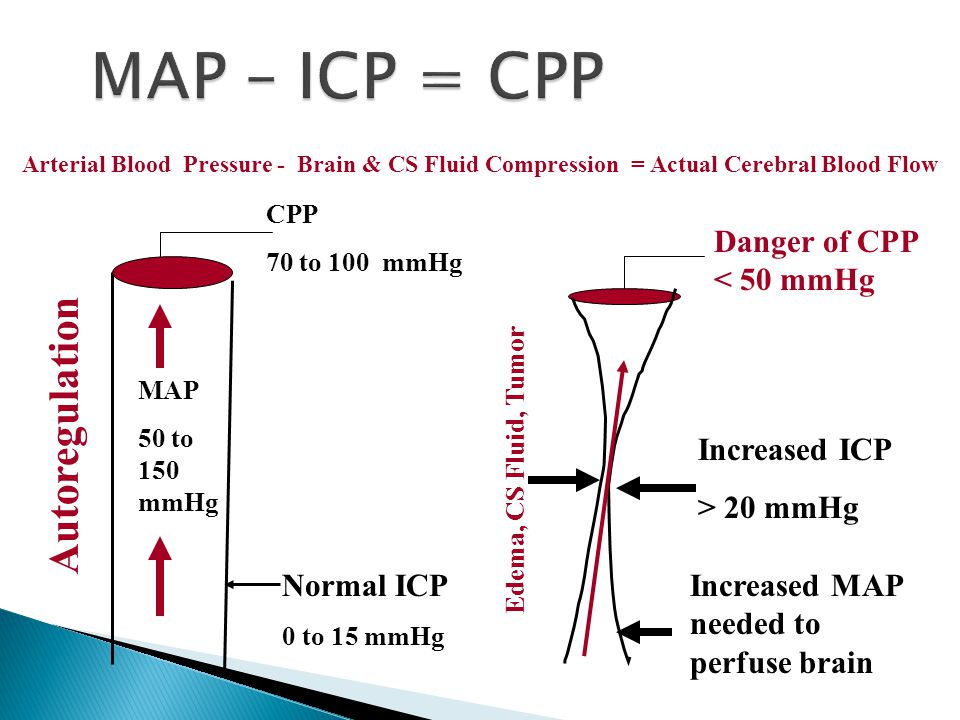 MAP – ICP = CPP
Arterial Blood Pressure - Brain & CS Fluid Compression = Actual Cerebral Blood Flow
CPP
70 to 100 mmHg
Autoregulation
MAP
50 to
150
mmHg
Normal ICP
0 to 15 mmHg
Danger of CPP
< 50 mmHg
Edema, CS Fluid, Tumor
Increased ICP
> 20 mmHg
Increased MAP
needed to
perfuse brain